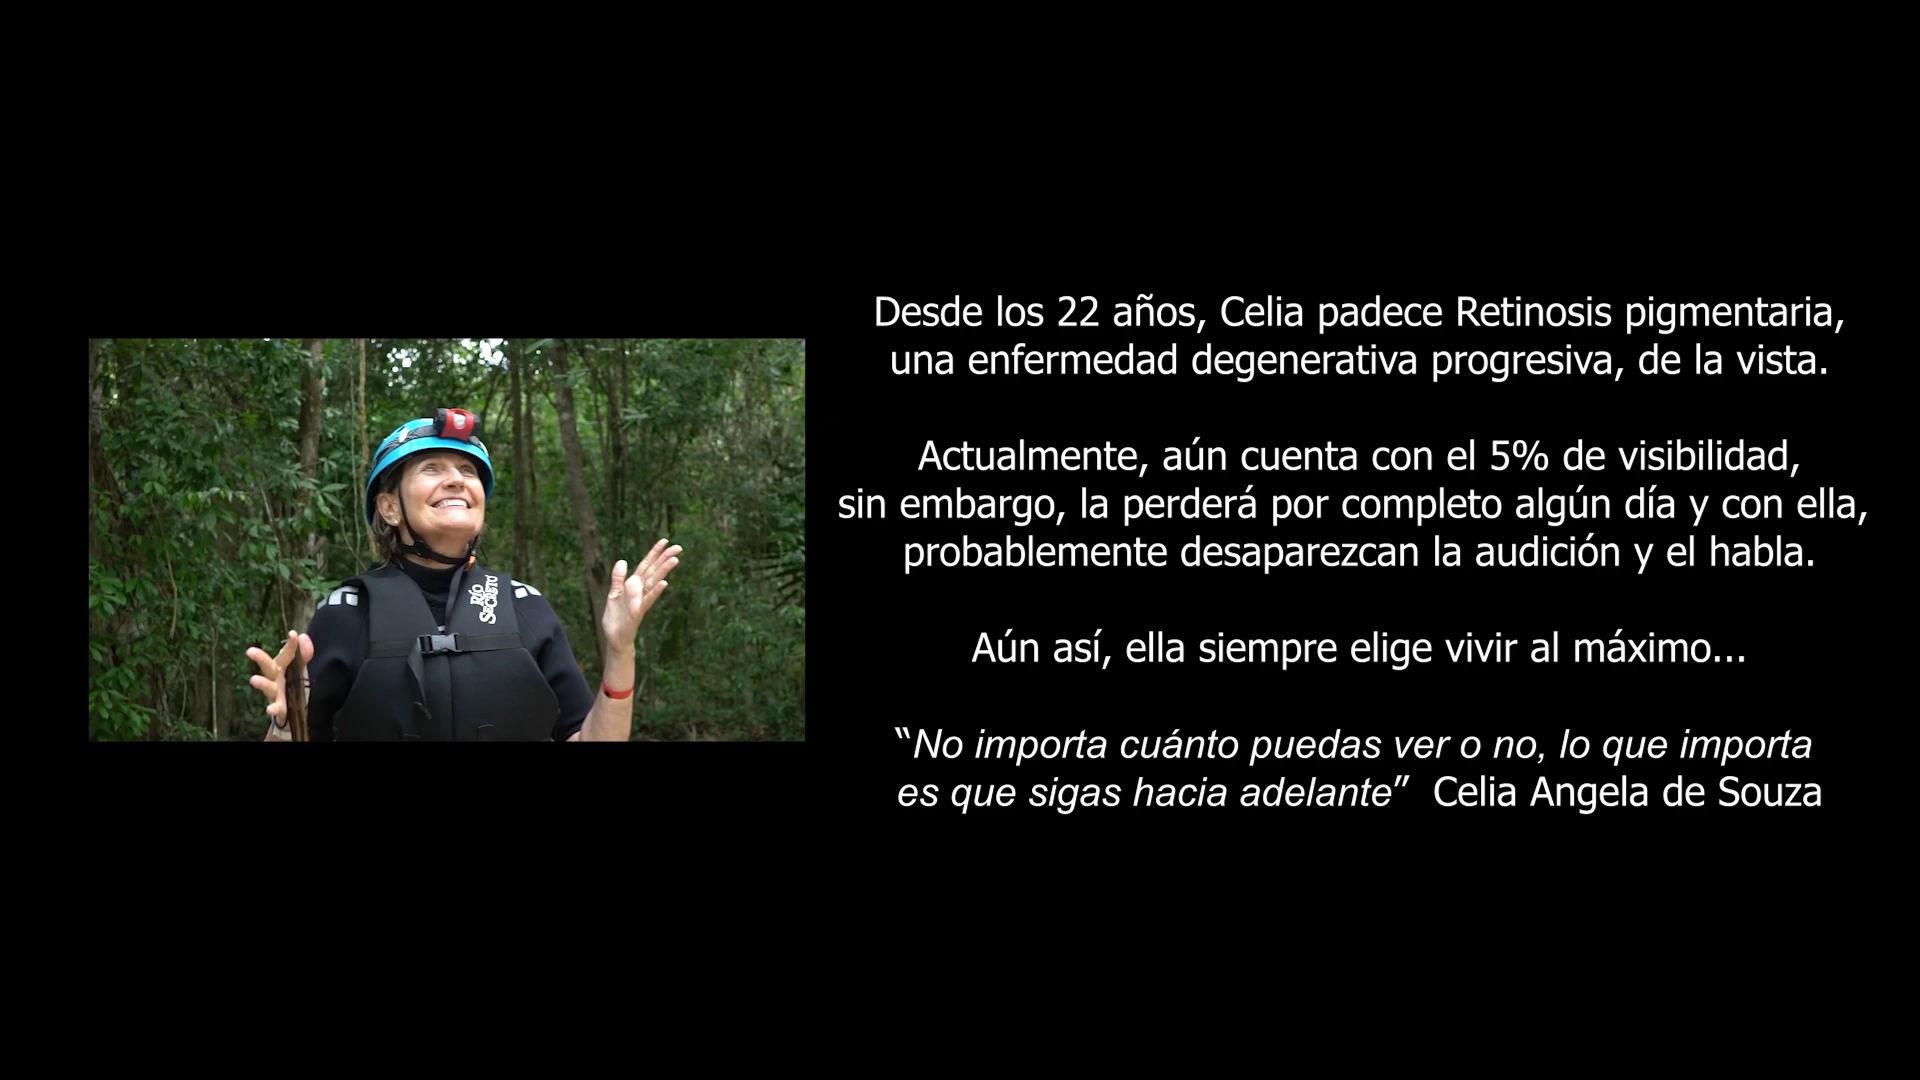 RÍO
SECRETO
Desde los 22 años, Celia padece Retinosis pigmentaria,
una enfermedad degenerativa progresiva, de la vista.
Actualmente, aún cuenta con el 5% de visibilidad,
sin embargo, la perderá por completo algún día y con ella,
probablemente desaparezcan la audición y el habla.
Aún así, ella siempre elige vivir al máximo...
“No importa cuánto puedas ver o no, lo que importa
es que sigas hacia adelante” Celia Angela de Souza